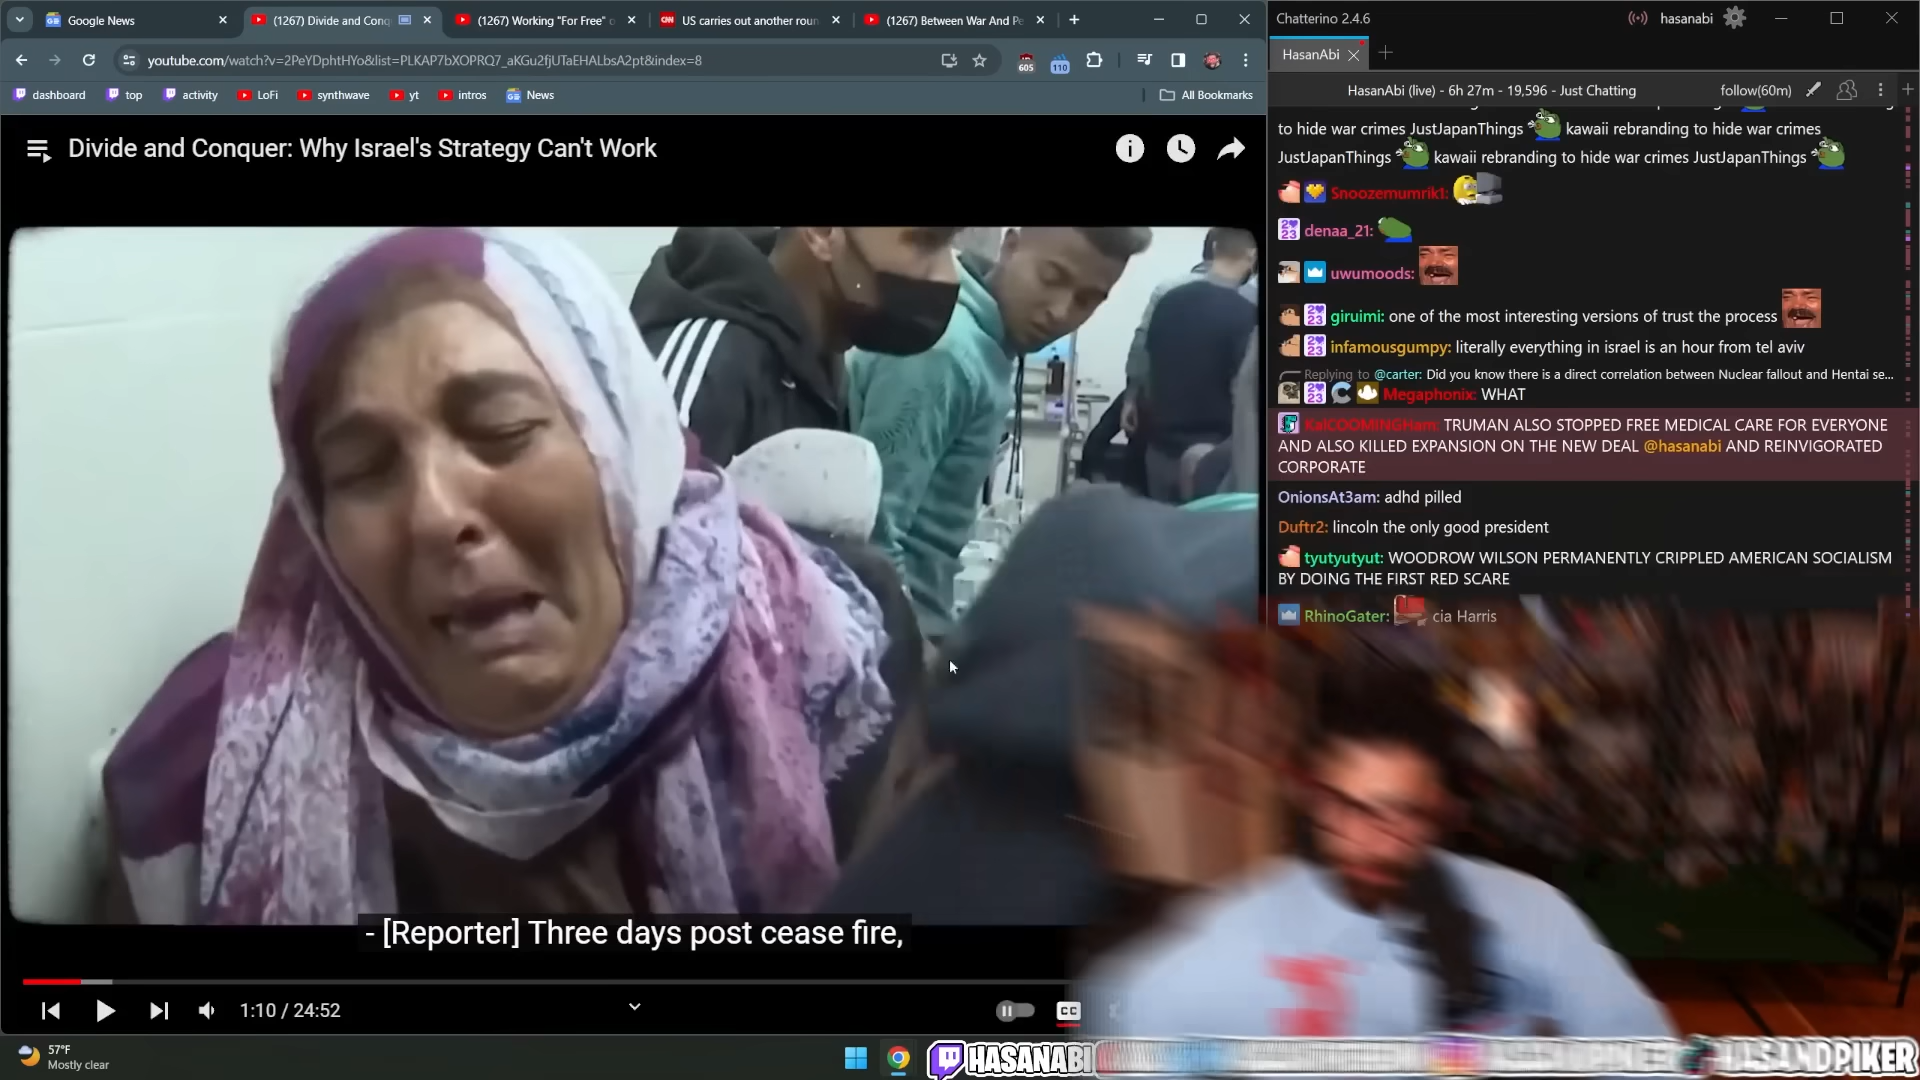 Google News
(1267) Divide and Conq
(1267) Working "For Free" o
US carries out another roun
(1267) Between War And Pe
youtube.com/watch?v=2PeYDphtHYo&list=PLKAP7bXOPRQ7_aKGu2fjUTaEHALbsA2pt&index=8
605
110
dashboard
top
activity
LoFi
synthwave
yt
intros
News
All Bookmarks
Divide and Conquer: Why Israel's Strategy Can't Work
- [Reporter] Three days post cease fire,
1:10 / 24:52
CC
57°F
Mostly clear
HASANABI
HASANDPIKER
Chatterino 2.4.6
hasanabi
HasanAbi
HasanAbi (live) - 6h 27m - 19,596 - Just Chatting
follow(60m)
to hide war crimes JustJapanThings kawaii rebranding to hide war crimes
JustJapanThings kawaii rebranding to hide war crimes JustJapanThings
Snoozemumrik1:
denaa_21:
uwumoods:
giruimi: one of the most interesting versions of trust the process
infamousgumpy: literally everything in israel is an hour from tel aviv
Replying to @carter: Did you know there is a direct correlation between Nuclear fallout and Hentai se...
Megaphonix: WHAT
KalCOOMINGHam: TRUMAN ALSO STOPPED FREE MEDICAL CARE FOR EVERYONE
AND ALSO KILLED EXPANSION ON THE NEW DEAL @hasanabi AND REINVIGORATED
CORPORATE
OnionsAt3am: adhd pilled
Duftr2: lincoln the only good president
tyutyutyut: WOODROW WILSON PERMANENTLY CRIPPLED AMERICAN SOCIALISM
BY DOING THE FIRST RED SCARE
RhinoGater: cia Harris